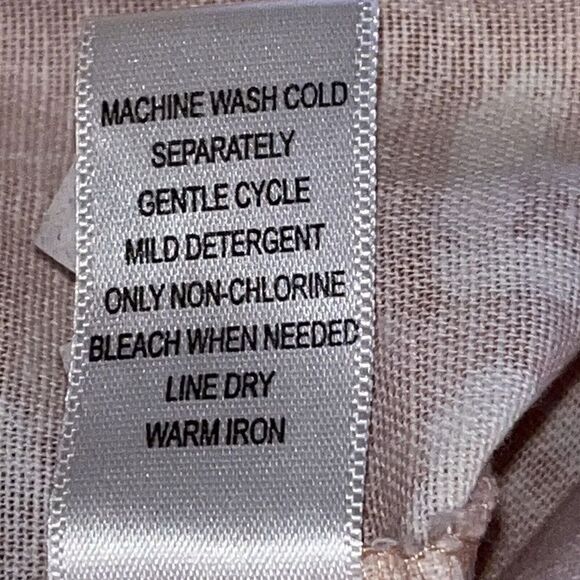 MACHINE WASH COLD
SEPARATELY
GENTLE CYCLE
MILD DETERGENT
ONLY NON-CHLORINE
BLEACH WHEN NEEDED
LINE DRY
WARM IRON